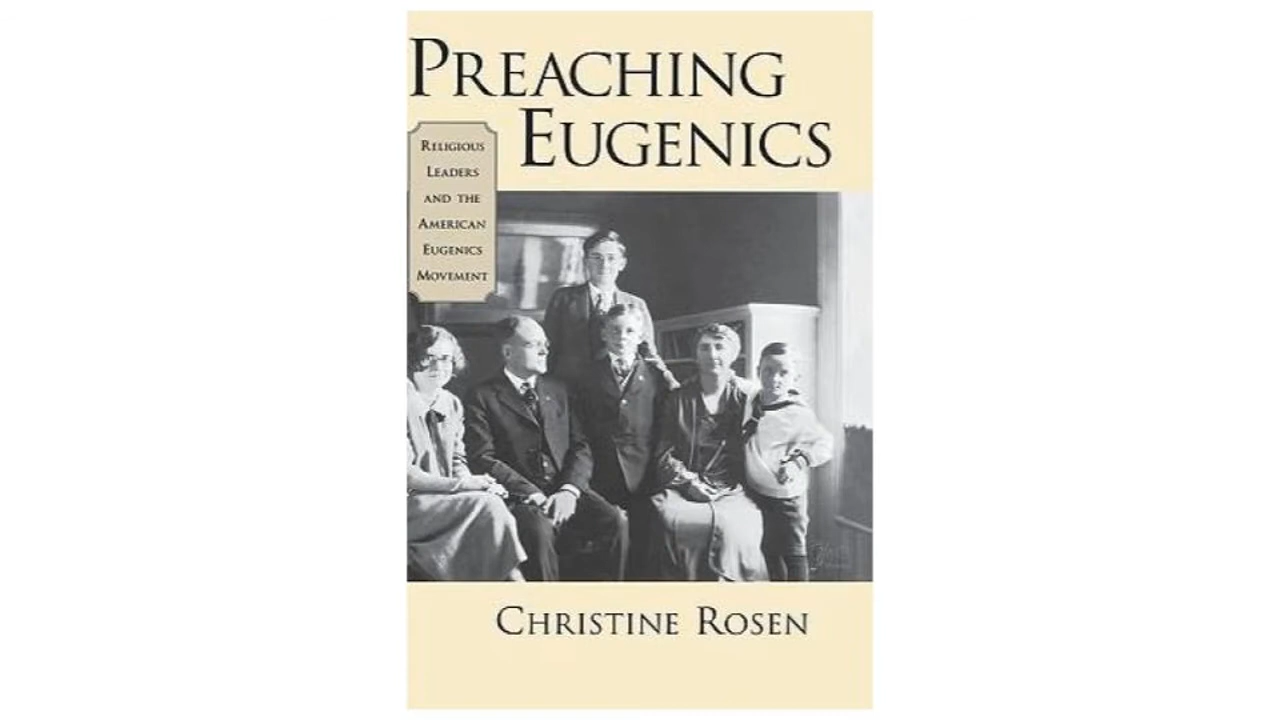 PREACHING
EUGENICS
RELIGIOUS
LEADERS
AND THE
AMERICAN
EUGENICS
MOVEMENT
CHRISTINE ROSEN